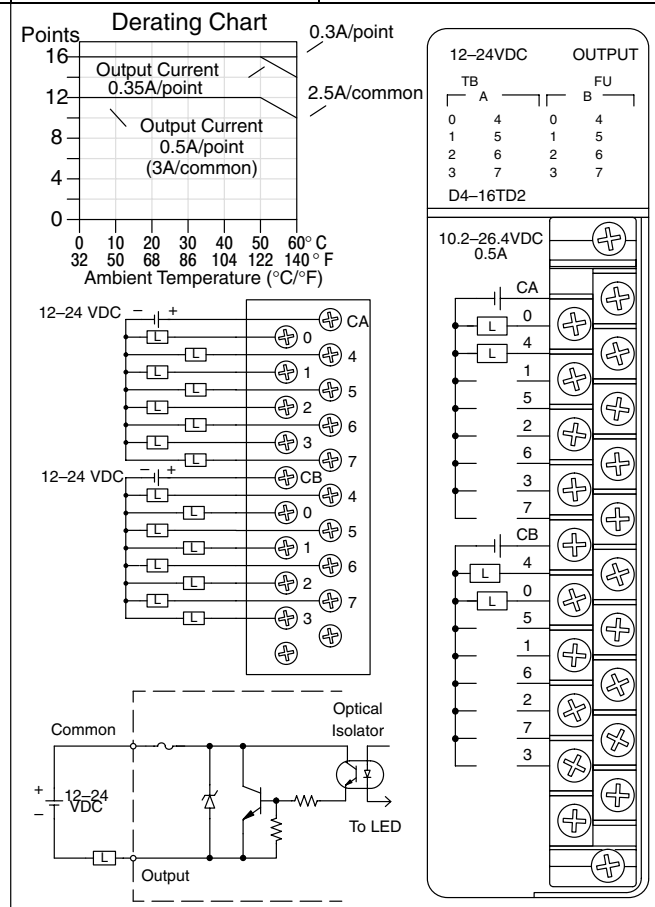 Derating Chart
Points
0.3A/point
16
Output Current
0.35A/point
12
2.5A/common
Output Current
0.5A/point
(3A/common)
8
4
0
0 10 20 30 40 50 60°C
32 50 68 86 104 122 140°F
Ambient Temperature (°C/°F)
12–24 VDC
– +
CA
L
0
L
4
L
1
L
5
L
2
L
6
L
3
L
7
12–24 VDC
– +
CB
L
4
L
0
L
5
L
1
L
6
L
2
L
7
L
3
Common
Optical
Isolator
+
12–24
VDC
–
To LED
L
Output
12–24VDC OUTPUT
TB FU
A B
0 4 0 4
1 5 1 5
2 6 2 6
3 7 3 7
D4–16TD2
10.2–26.4VDC
0.5A
CA
L
0
L
4
1
5
2
6
3
7
CB
L
4
L
0
5
1
6
2
7
3